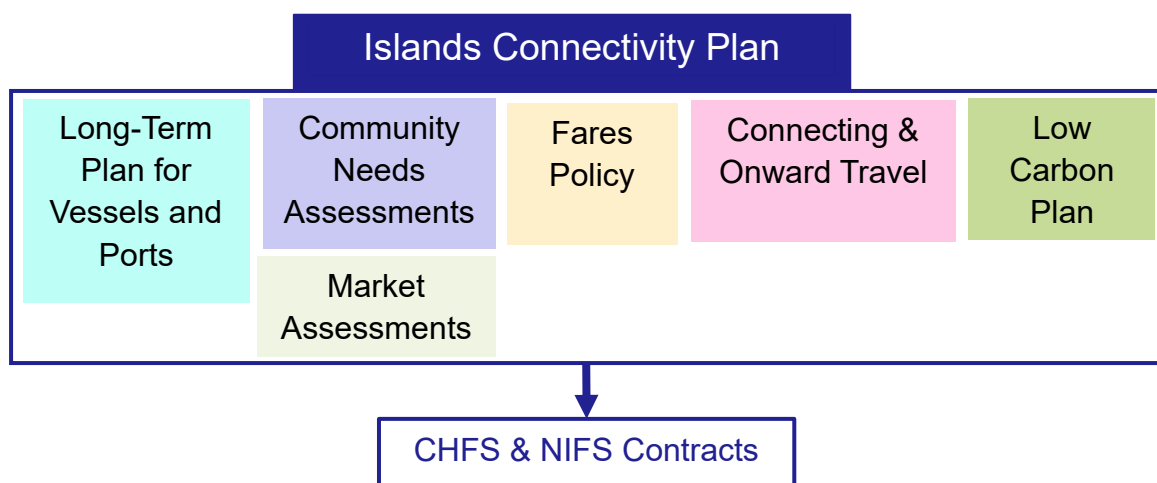 Islands Connectivity Plan
Long-Term
Plan for
Vessels and
Ports
Community
Needs
Assessments
Market
Assessments
Fares
Policy
Connecting &
Onward Travel
Low
Carbon
Plan
CHFS & NIFS Contracts